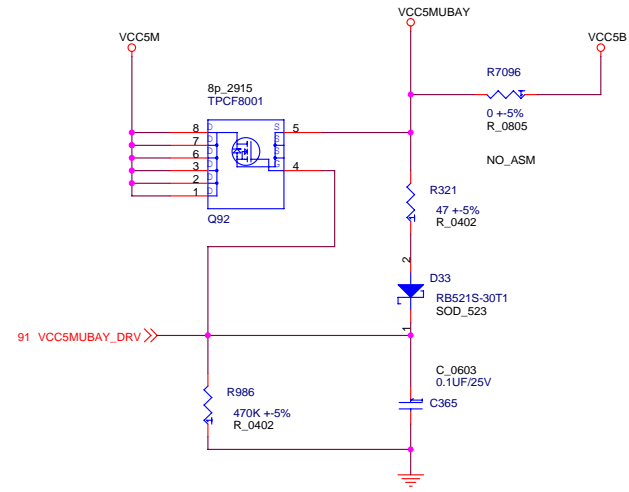 VCC5MUBAY
VCC5M
VCC5B
R7096
8p_2915
TPCF8001
0 +-5%
R_0805
8 D S 5
7 D S
6 D S
3 D G 4
2 D
1 D
NO_ASM
R321
47 +-5%
R_0402
Q92
2
D33
RB521S-30T1
SOD_523
1
91 VCC5MUBAY_DRV
C_0603
0.1UF/25V
C365
R986
470K +-5%
R_0402